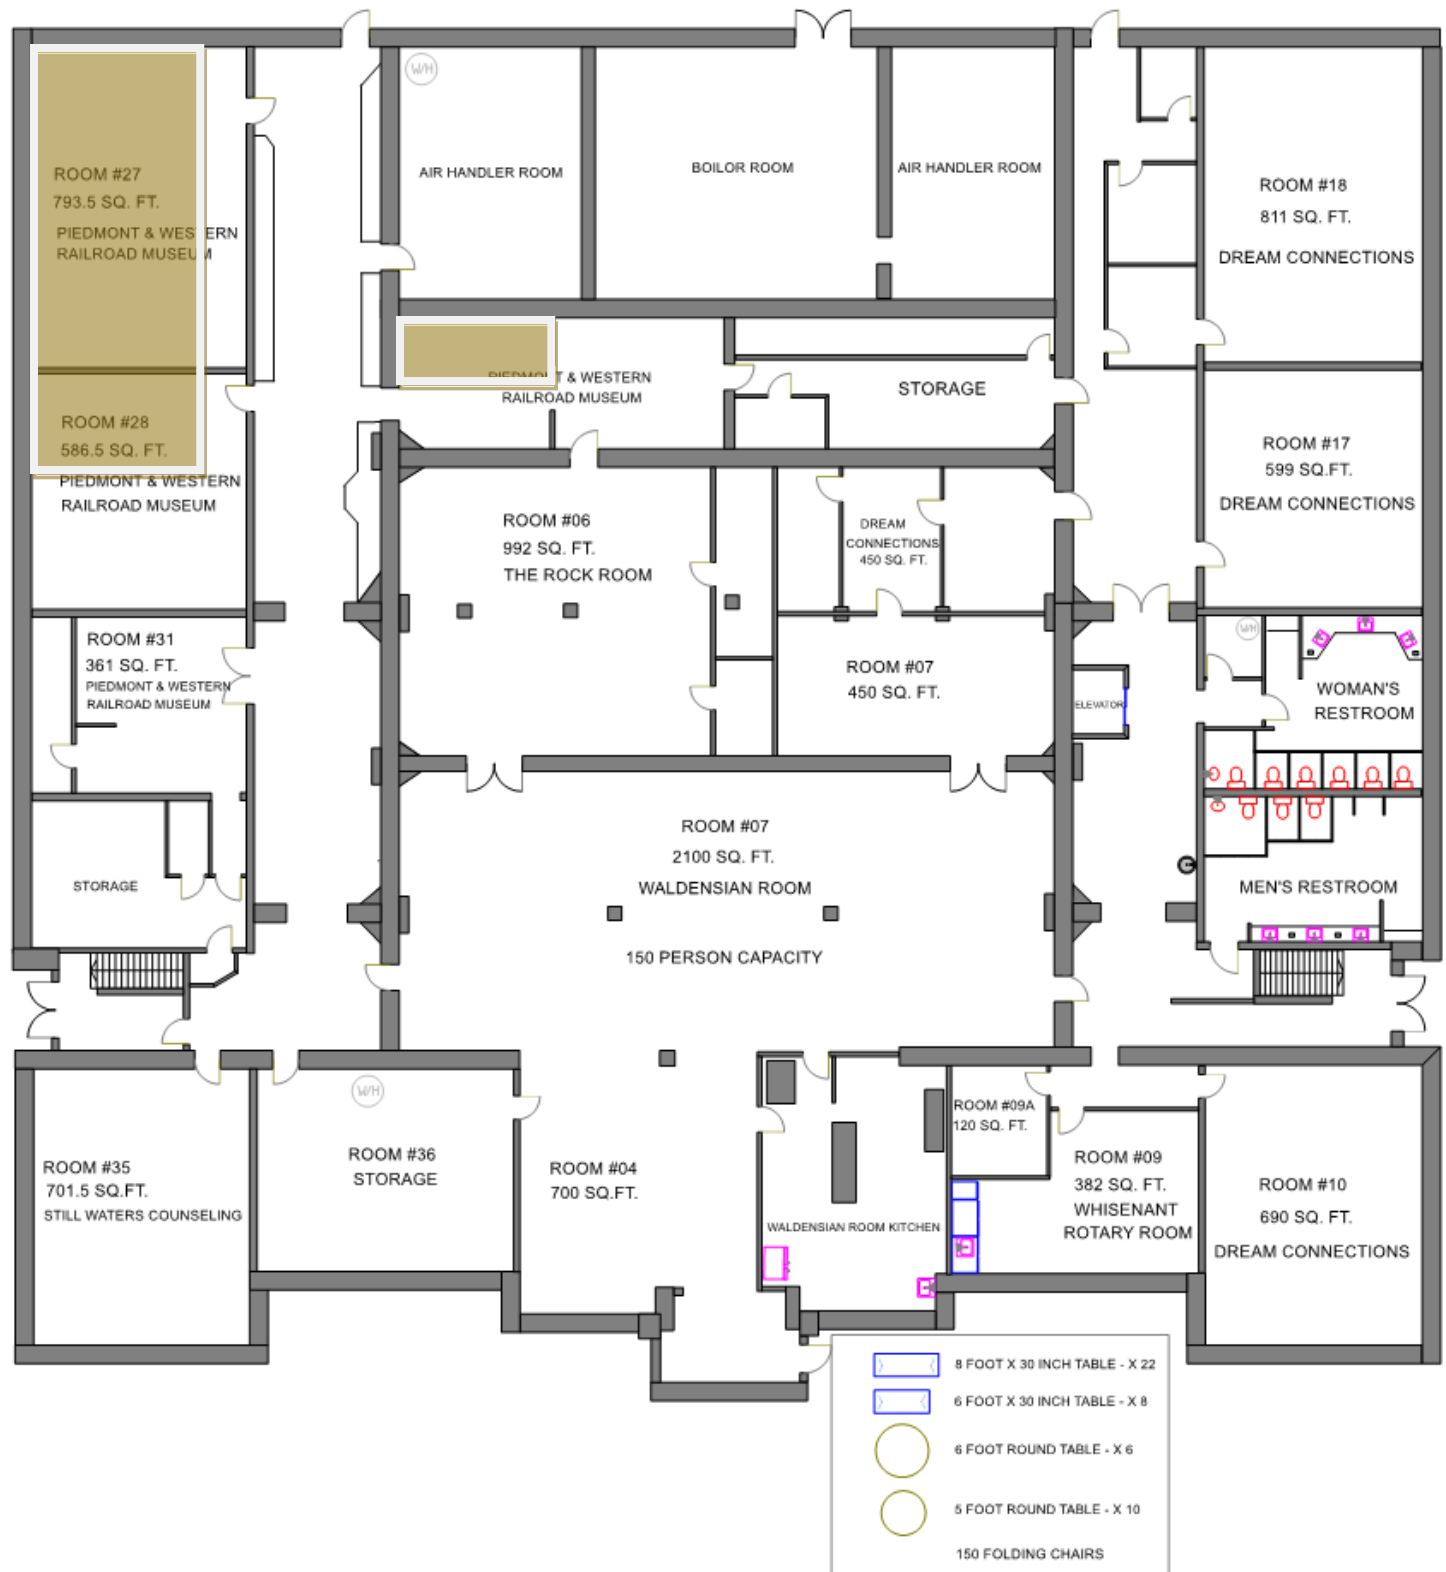 W/H
AIR HANDLER ROOM
BOILOR ROOM
AIR HANDLER ROOM
ROOM #27
793.5 SQ. FT.
PIEDMONT & WESTERN
RAILROAD MUSEUM
ROOM #18
811 SQ. FT.
DREAM CONNECTIONS
PIEDMONT & WESTERN
RAILROAD MUSEUM
STORAGE
ROOM #28
586.5 SQ. FT.
PIEDMONT & WESTERN
RAILROAD MUSEUM
ROOM #17
599 SQ.FT.
DREAM CONNECTIONS
ROOM #06
992 SQ. FT.
THE ROCK ROOM
DREAM
CONNECTIONS
450 SQ. FT.
ROOM #31
361 SQ. FT.
PIEDMONT & WESTERN
RAILROAD MUSEUM
ROOM #07
450 SQ. FT.
ELEVATOR
W/H
WOMAN'S
RESTROOM
ROOM #07
2100 SQ. FT.
WALDENSIAN ROOM
150 PERSON CAPACITY
STORAGE
MEN'S RESTROOM
W/H
ROOM #35
701.5 SQ.FT.
STILL WATERS COUNSELING
ROOM #36
STORAGE
ROOM #04
700 SQ.FT.
WALDENSIAN ROOM KITCHEN
ROOM #09A
120 SQ. FT.
ROOM #09
382 SQ. FT.
WHISENANT
ROTARY ROOM
ROOM #10
690 SQ. FT.
DREAM CONNECTIONS
8 FOOT X 30 INCH TABLE - X 22
6 FOOT X 30 INCH TABLE - X 8
6 FOOT ROUND TABLE - X 6
5 FOOT ROUND TABLE - X 10
150 FOLDING CHAIRS